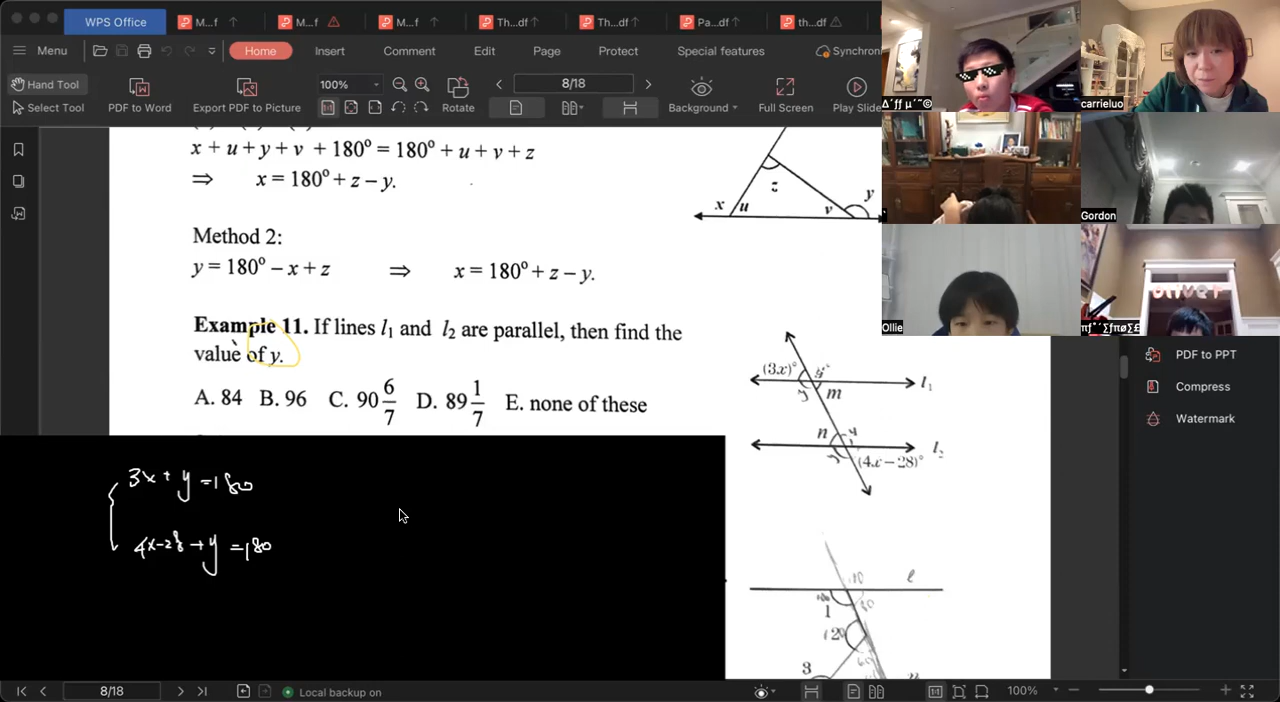 WPS Office M...f M...f M...f Th...df Th...df Pa...df th...df
Menu Home Insert Comment Edit Page Protect Special features Synchron
Hand Tool 100% 8/18
Select Tool PDF to Word Export PDF to Picture Rotate Background Full Screen Play Slide
carrieluo
Gordon
Ollie
x + u + y + v + 180° = 180° + u + v + z
⇒ x = 180° + z – y.
z
x u v y
Method 2:
y = 180° – x + z ⇒ x = 180° + z – y.
Example 11. If lines l₁ and l₂ are parallel, then find the
value of y.
A. 84 B. 96 C. 90 6/7 D. 89 1/7 E. none of these
(3x)° l₁
y m
n y
(4x – 28)° l₂
3x + y = 180
4x – 28 + y = 180
l
1
120
3
PDF to PPT
Compress
Watermark
8/18 Local backup on 100%